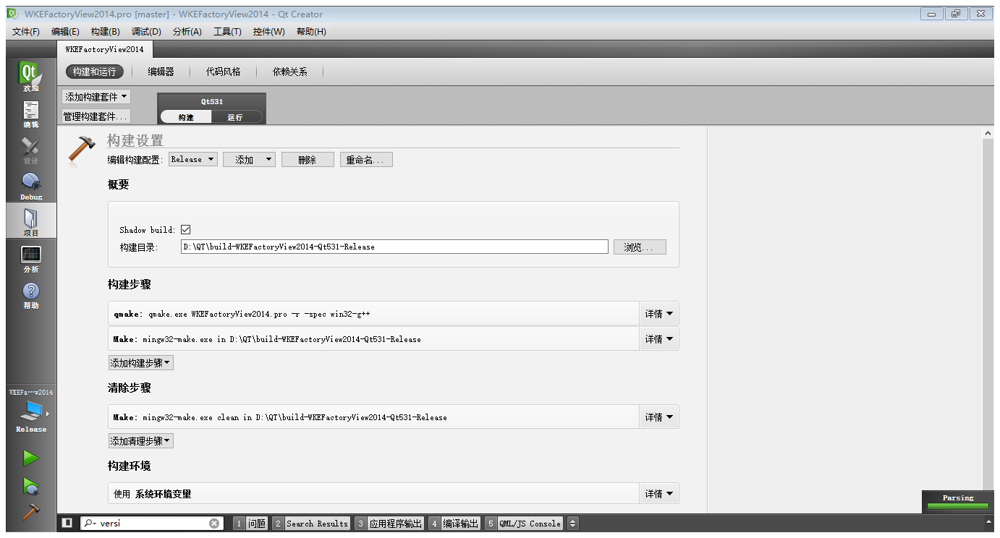 WKEFactoryView2014.pro [master] - WKEFactoryView2014 - Qt Creator
文件(F) 编辑(E) 构建(B) 调试(D) 分析(A) 工具(T) 控件(W) 帮助(H)
WKEFactoryView2014
Qt
欢迎
编辑
设计
Debug
项目
分析
帮助
构建和运行 编辑器 代码风格 依赖关系
添加构建套件
管理构建套件...
Qt531
构建 运行
构建设置
编辑构建配置: Release 添加 删除 重命名...
概要
Shadow build:
构建目录: D:\QT\build-WKEFactoryView2014-Qt531-Release 浏览...
构建步骤
qmake: qmake.exe WKEFactoryView2014.pro -r -spec win32-g++ 详情
Make: mingw32-make.exe in D:\QT\build-WKEFactoryView2014-Qt531-Release 详情
添加构建步骤
清除步骤
Make: mingw32-make.exe clean in D:\QT\build-WKEFactoryView2014-Qt531-Release 详情
添加清理步骤
构建环境
使用 系统环境变量 详情
WKEFa···w2014
Release
Parsing
versi 1 问题 2 Search Results 3 应用程序输出 4 编译输出 5 QML/JS Console